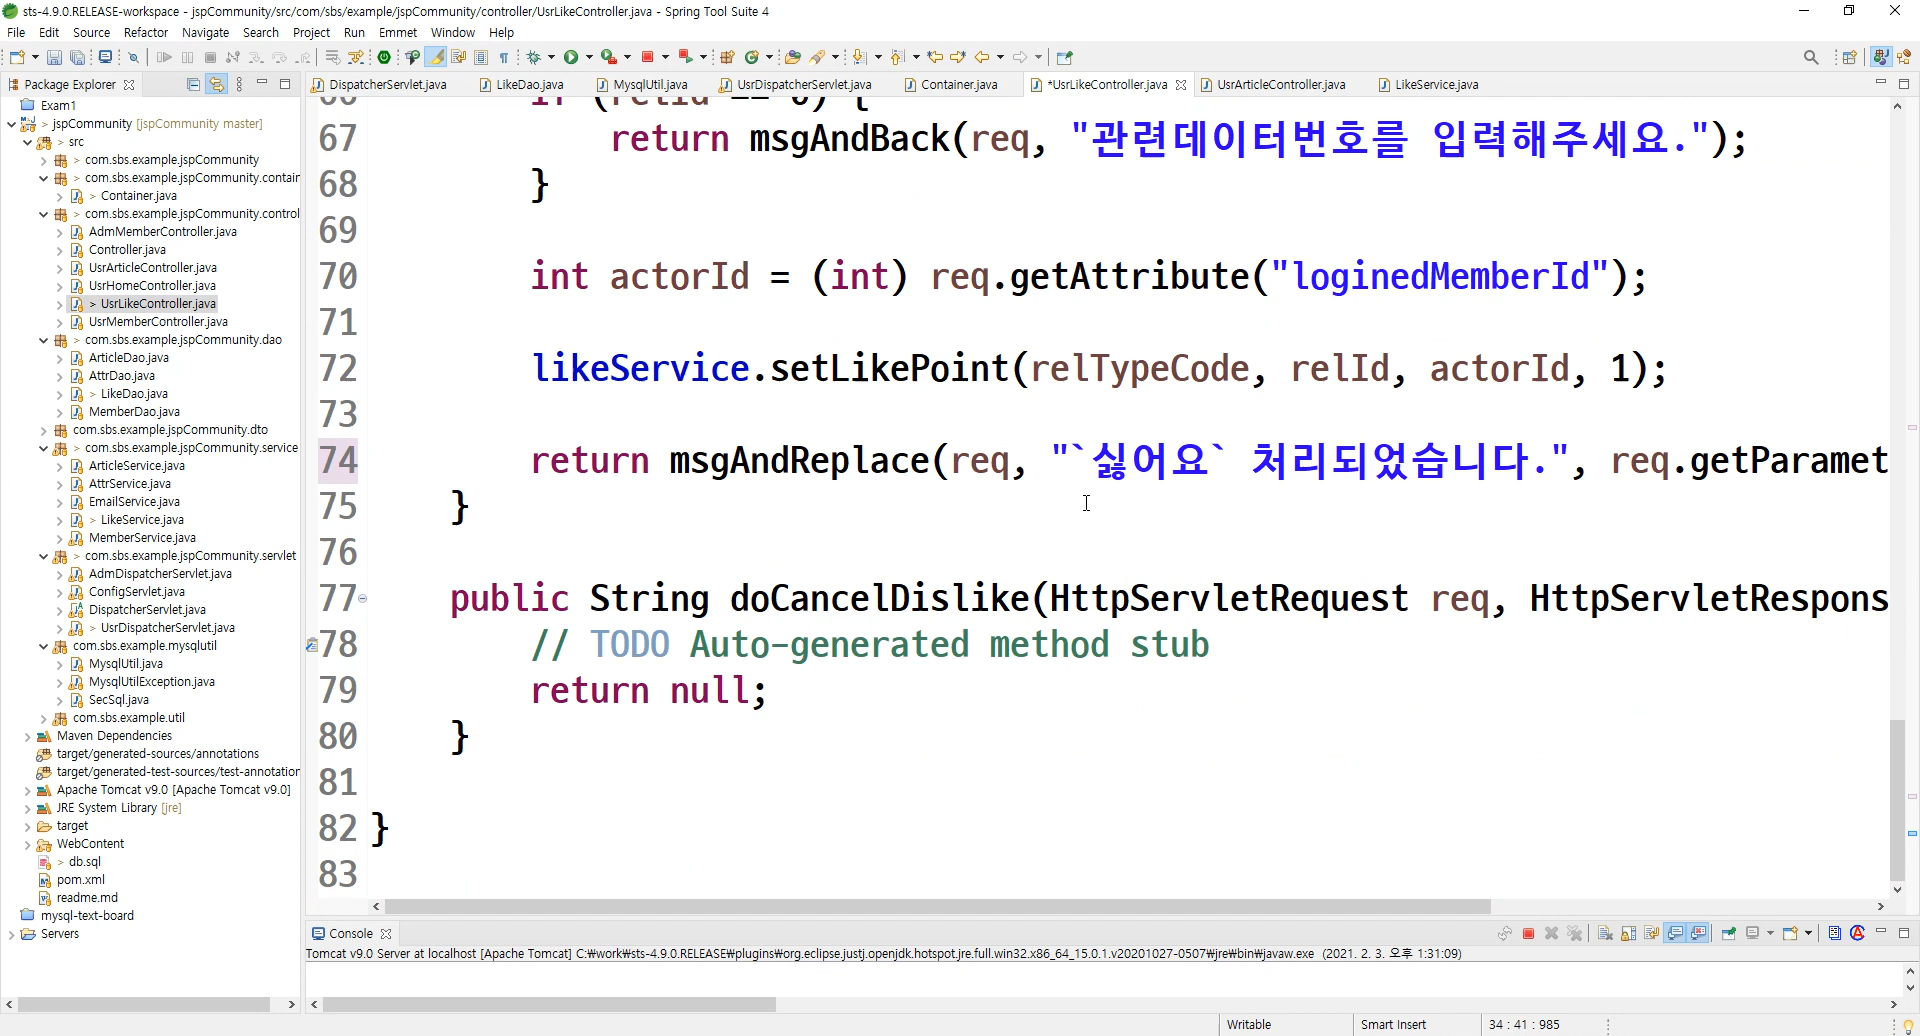 sts-4.9.0.RELEASE-workspace - jspCommunity/src/com/sbs/example/jspCommunity/controller/UsrLikeController.java - Spring Tool Suite 4
File Edit Source Refactor Navigate Search Project Run Emmet Window Help
Package Explorer
DispatcherServlet.java LikeDao.java MysqlUtil.java UsrDispatcherServlet.java Container.java *UsrLikeController.java UsrArticleController.java LikeService.java
Exam1
> jspCommunity [jspCommunity master]
> src
> com.sbs.example.jspCommunity
> com.sbs.example.jspCommunity.contair
> Container.java
> com.sbs.example.jspCommunity.control
AdmMemberController.java
Controller.java
UsrArticleController.java
UsrHomeController.java
> UsrLikeController.java
UsrMemberController.java
> com.sbs.example.jspCommunity.dao
ArticleDao.java
AttrDao.java
> LikeDao.java
MemberDao.java
com.sbs.example.jspCommunity.dto
> com.sbs.example.jspCommunity.service
ArticleService.java
AttrService.java
EmailService.java
> LikeService.java
MemberService.java
> com.sbs.example.jspCommunity.servlet
AdmDispatcherServlet.java
ConfigServlet.java
DispatcherServlet.java
> UsrDispatcherServlet.java
com.sbs.example.mysqlutil
MysqlUtil.java
MysqlUtilException.java
SecSql.java
com.sbs.example.util
Maven Dependencies
target/generated-sources/annotations
target/generated-test-sources/test-annotation
Apache Tomcat v9.0 [Apache Tomcat v9.0]
JRE System Library [jre]
target
WebContent
> db.sql
pom.xml
readme.md
mysql-text-board
Servers
66 if (relId == 0) {
67 return msgAndBack(req, "관련데이터번호를 입력해주세요.");
68 }
69
70 int actorId = (int) req.getAttribute("loginedMemberId");
71
72 likeService.setLikePoint(relTypeCode, relId, actorId, 1);
73
74 return msgAndReplace(req, "`싫어요` 처리되었습니다.", req.getParamet
75 }
76
77 public String doCancelDislike(HttpServletRequest req, HttpServletRespons
78 // TODO Auto-generated method stub
79 return null;
80 }
81
82 }
83
Console
Tomcat v9.0 Server at localhost [Apache Tomcat] C:₩work₩sts-4.9.0.RELEASE₩plugins₩org.eclipse.justj.openjdk.hotspot.jre.full.win32.x86_64_15.0.1.v20201027-0507₩jre₩bin₩javaw.exe (2021. 2. 3. 오후 1:31:09)
Writable Smart Insert 34 : 41 : 985